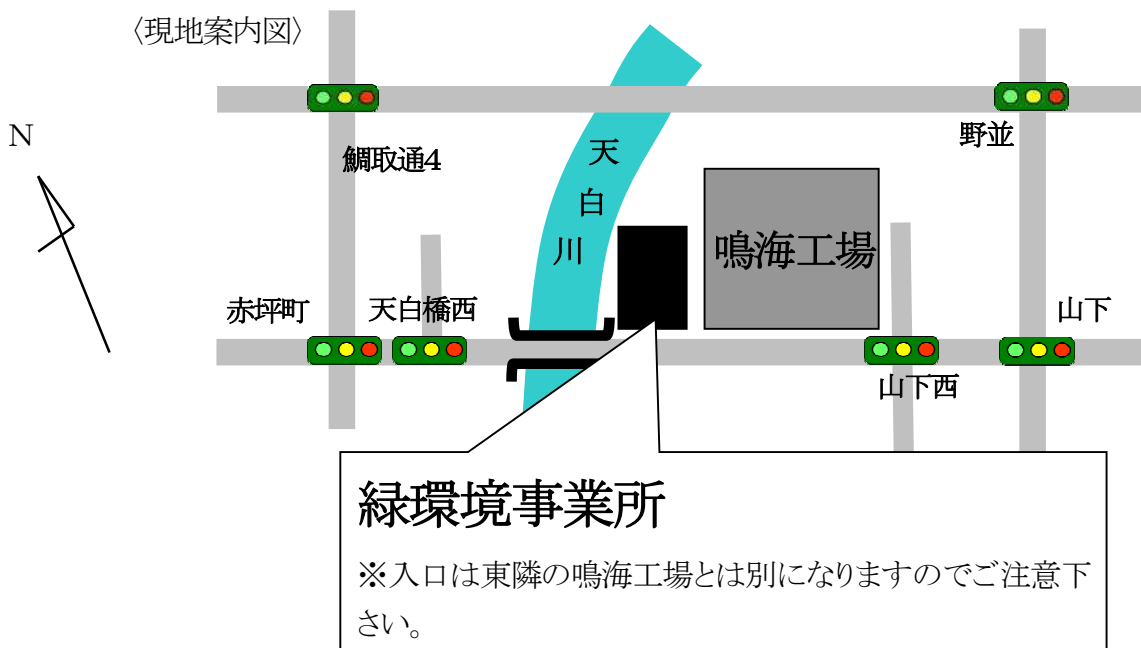 〈現地案内図〉
N
鯛取通4
野並
天白川
鳴海工場
赤坪町
天白橋西
山下
山下西
緑環境事業所
※入口は東隣の鳴海工場とは別になりますのでご注意下
さい。